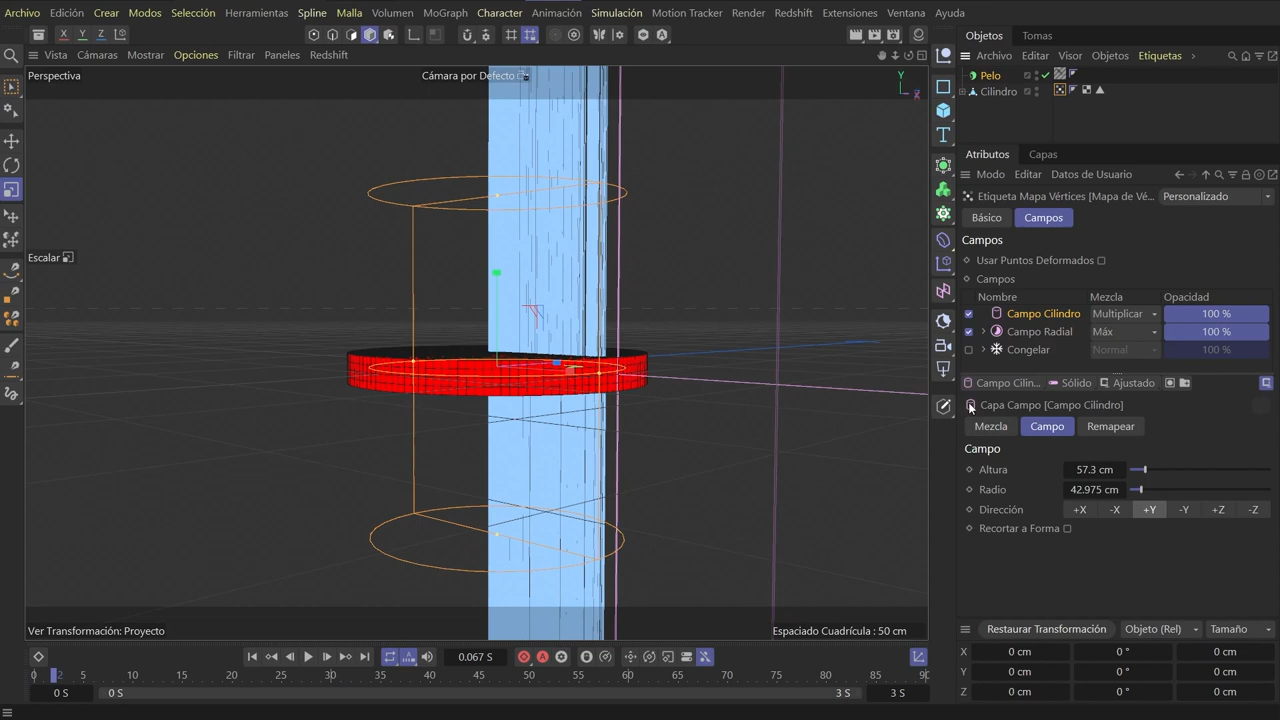 Archivo Edición Crear Modos Selección Herramientas Spline Malla Volumen MoGraph Character Animación Simulación Motion Tracker Render Redshift Extensiones Ventana Ayuda
X Y Z
Vista Cámaras Mostrar Opciones Filtrar Paneles Redshift
Perspectiva
Cámara por Defecto
Y
Escalar
Ver Transformación: Proyecto
Espaciado Cuadrícula : 50 cm
0.067 S
0 5 10 15 20 25 30 35 40 45 50 55 60 65 70 75 80 85 90
0 S 0 S 3 S 3 S
Objetos Tomas
Archivo Editar Visor Objetos Etiquetas
Pelo
Cilindro
Atributos Capas
Modo Editar Datos de Usuario
Etiqueta Mapa Vértices [Mapa de Vé... Personalizado
Básico Campos
Campos
Usar Puntos Deformados
Campos
Nombre Mezcla Opacidad
Campo Cilindro Multiplicar 100 %
Campo Radial Máx 100 %
Congelar Normal 100 %
Campo Cilin... Sólido Ajustado
Capa Campo [Campo Cilindro]
Mezcla Campo Remapear
Campo
Altura 57.3 cm
Radio 42.975 cm
Dirección +X -X +Y -Y +Z -Z
Recortar a Forma
Restaurar Transformación Objeto (Rel) Tamaño
X 0 cm 0 ° 0 cm
Y 0 cm 0 ° 0 cm
Z 0 cm 0 ° 0 cm